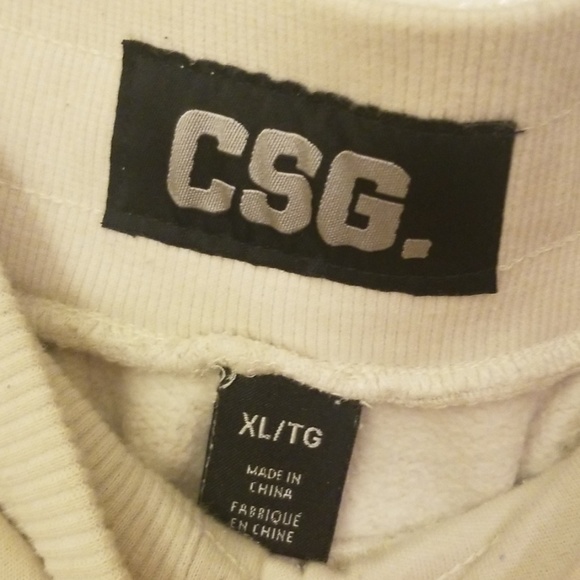 CSG.
XL/TG
MADE IN
CHINA
FABRIQUÉ
EN CHINE